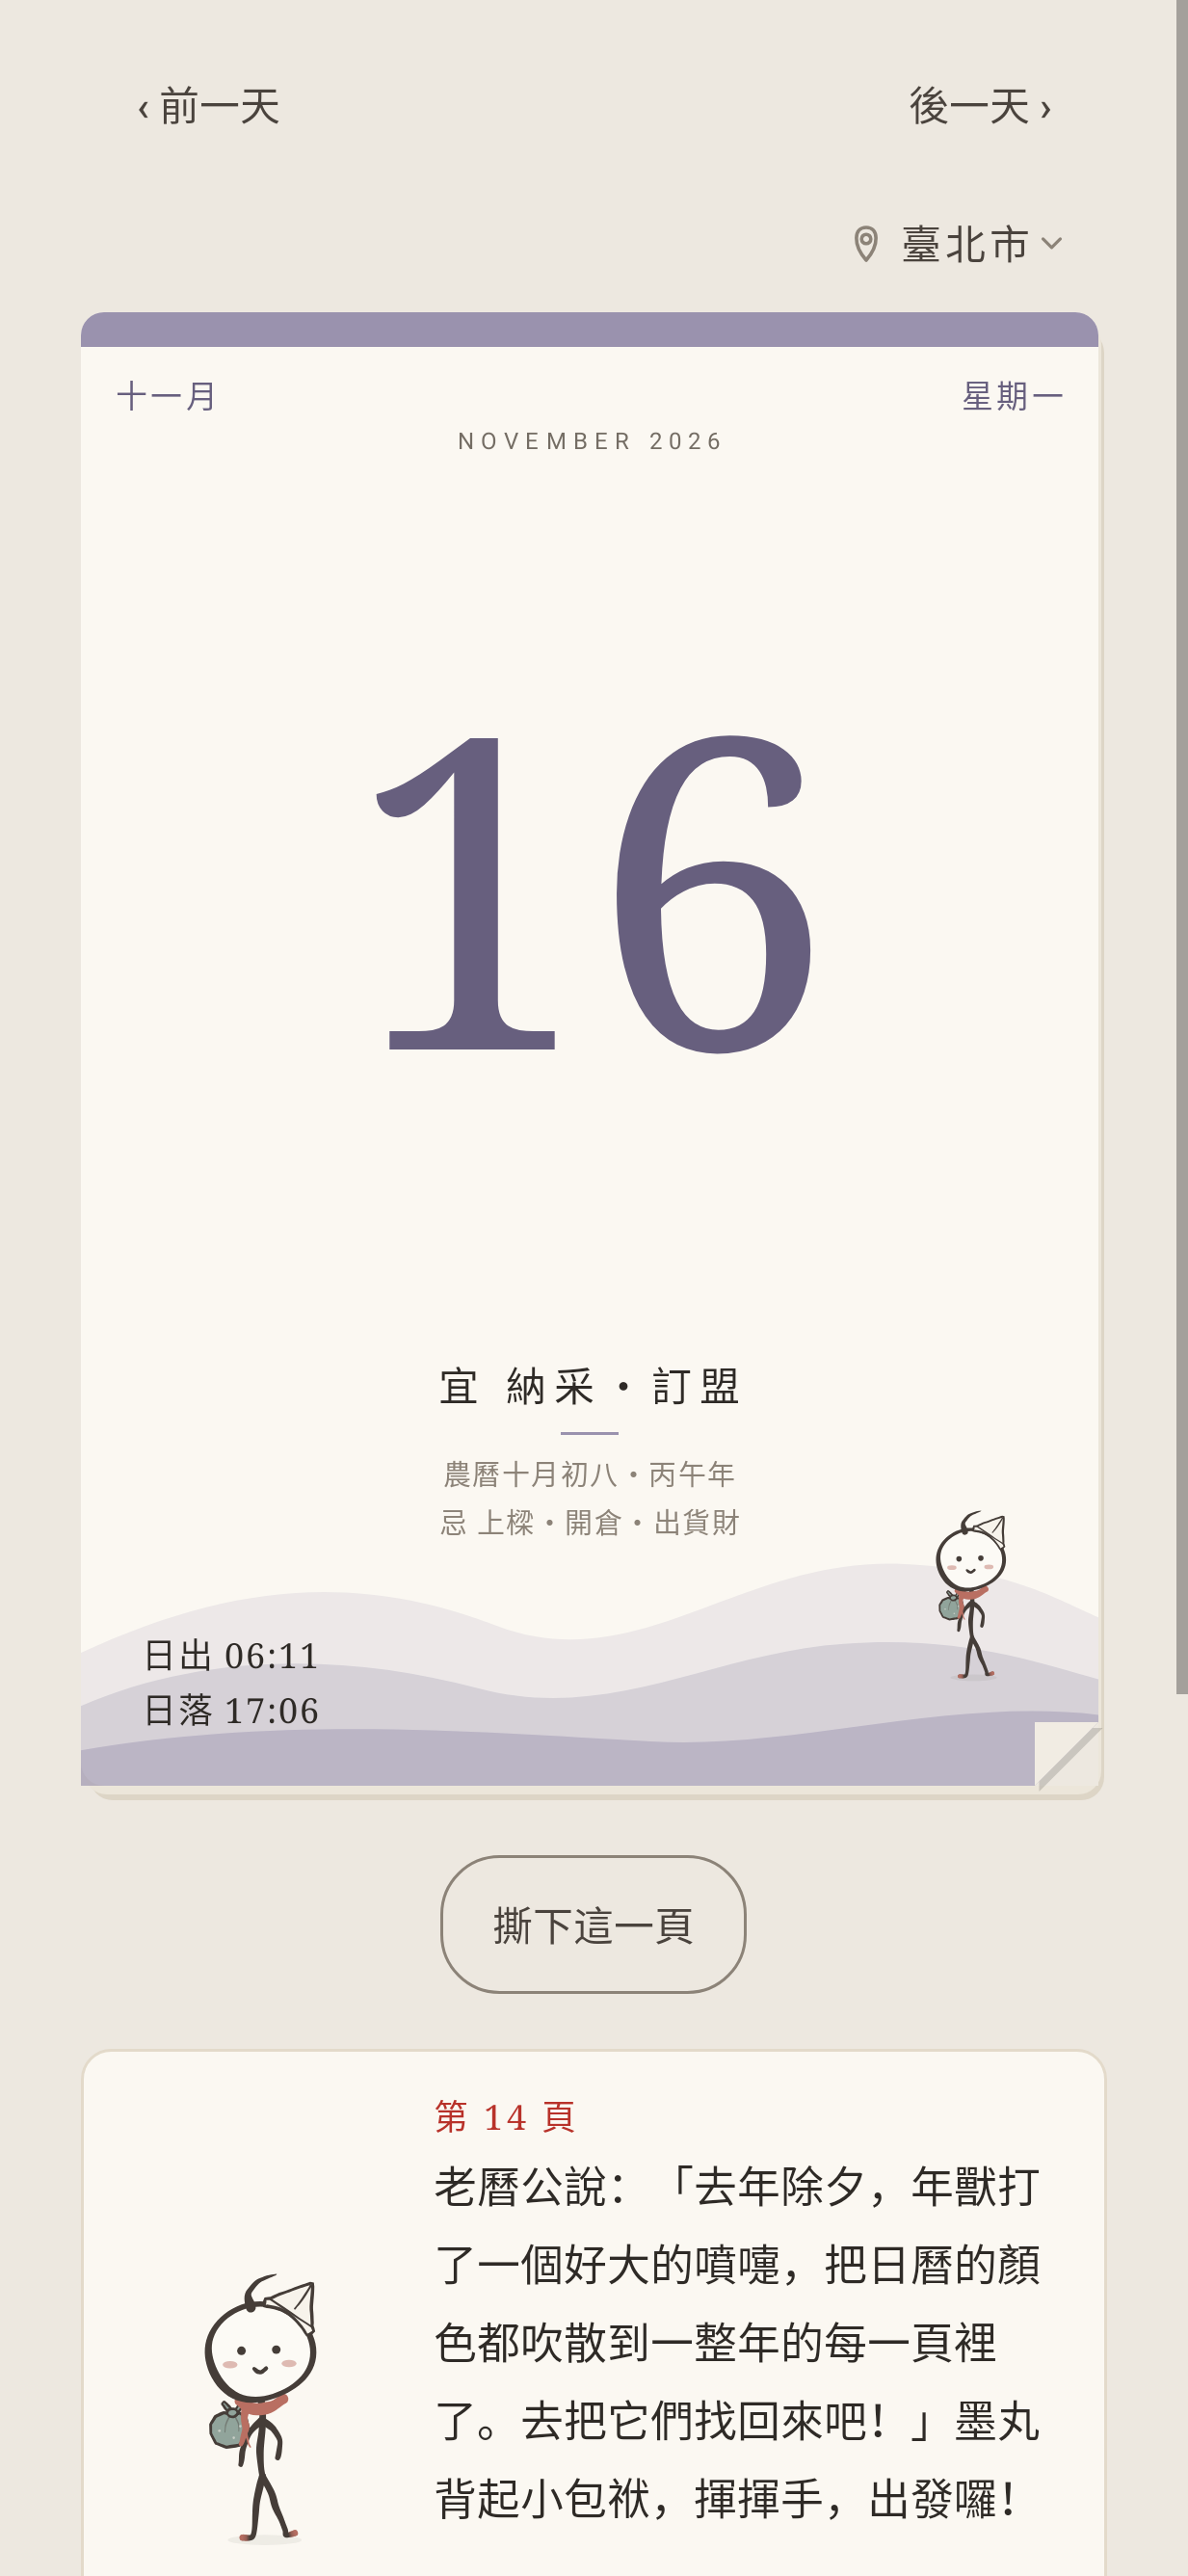 ‹ 前一天
後一天 ›
臺北市
十一月
星期一
NOVEMBER 2026
16
宜 納采・訂盟
農曆十月初八・丙午年
忌 上樑・開倉・出貨財
日出 06:11
日落 17:06
撕下這一頁
第 14 頁
老曆公說：「去年除夕，年獸打
了一個好大的噴嚏，把日曆的顏
色都吹散到一整年的每一頁裡
了。去把它們找回來吧！」墨丸
背起小包袱，揮揮手，出發囉！